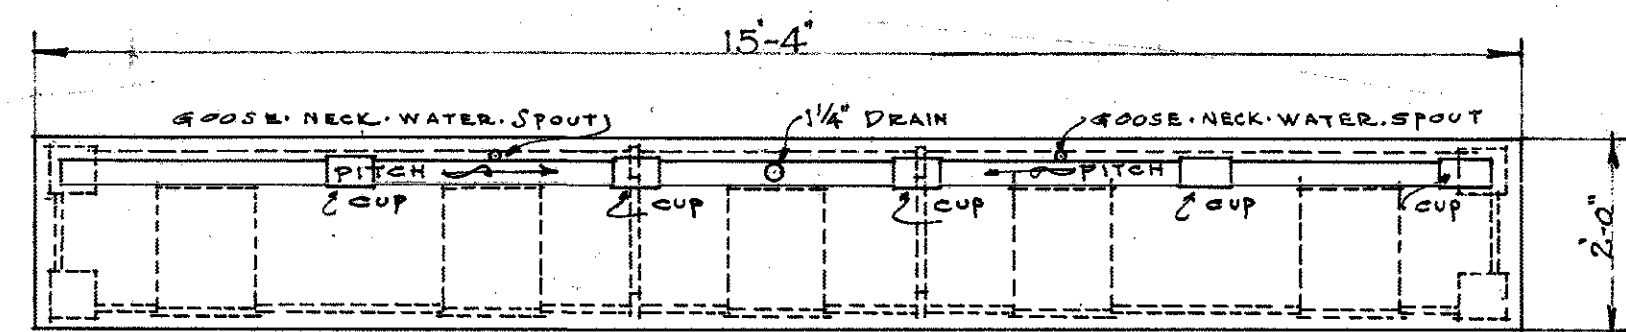 15'-4"
GOOSE. NECK. WATER. SPOUT
1¼" DRAIN
GOOSE. NECK. WATER. SPOUT
PITCH
PITCH
CUP
CUP
CUP
CUP
CUP
2'-0"